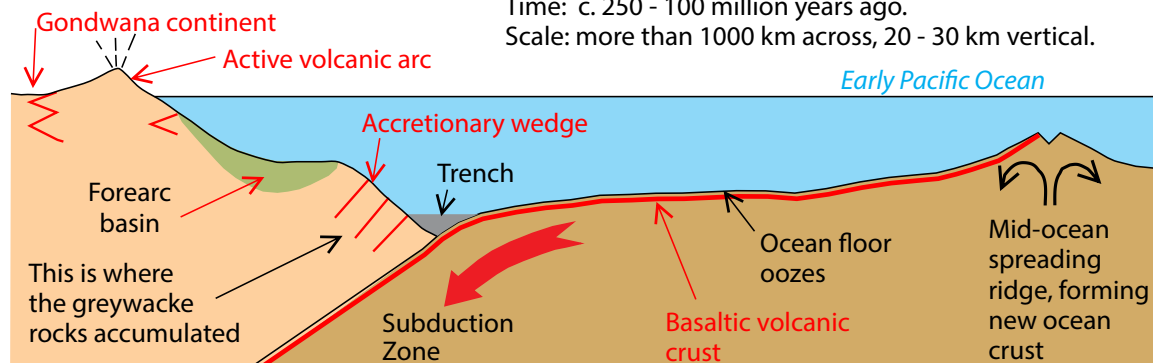 Time: c. 250 - 100 million years ago.
Scale: more than 1000 km across, 20 - 30 km vertical.
Gondwana continent
Active volcanic arc
Early Pacific Ocean
Accretionary wedge
Trench
Forearc
basin
This is where
the greywacke
rocks accumulated
Subduction
Zone
Ocean floor
oozes
Basaltic volcanic
crust
Mid-ocean
spreading
ridge, forming
new ocean
crust